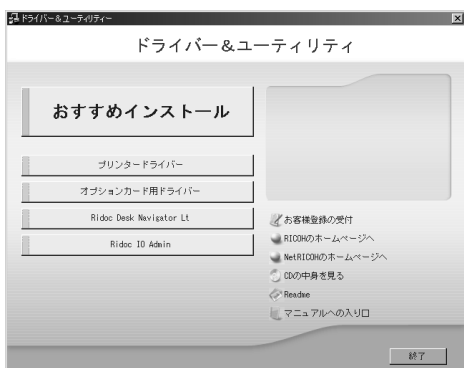 ドライバー&ユーティリティー
ドライバー&ユーティリティ
おすすめインストール
プリンタードライバー
オプションカード用ドライバー
Ridoc Desk Navigator Lt
Ridoc IO Admin
お客様登録の受付
RICOHのホームページへ
NetRICOHのホームページへ
CDの中身を見る
Readme
マニュアルへの入り口
終了